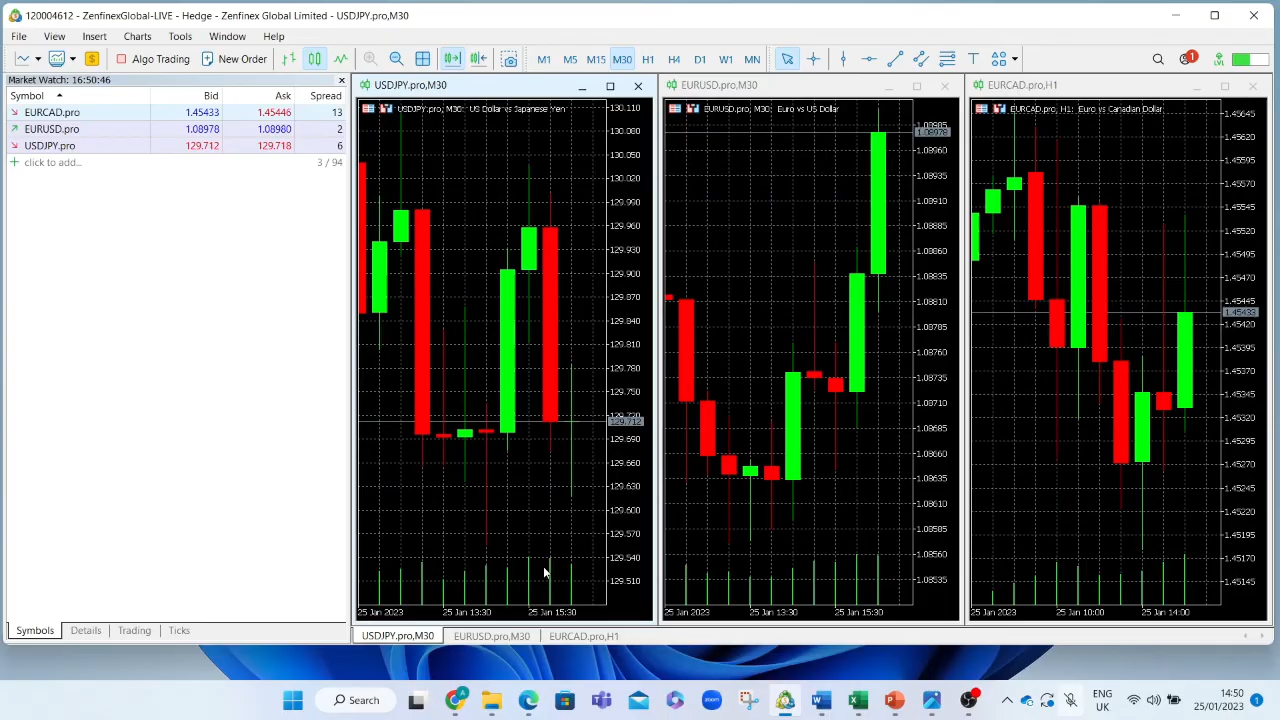 120004612 - ZenfinexGlobal-LIVE - Hedge - Zenfinex Global Limited - USDJPY.pro,M30
File View Insert Charts Tools Window Help
Algo Trading New Order M1 M5 M15 M30 H1 H4 D1 W1 MN
1
LVL
Market Watch: 16:50:46
Symbol Bid Ask Spread
EURCAD.pro 1.45433 1.45446 13
EURUSD.pro 1.08978 1.08980 2
USDJPY.pro 129.712 129.718 6
click to add... 3 / 94
Symbols Details Trading Ticks
USDJPY.pro,M30
USDJPY.pro, M30: US Dollar vs Japanese Yen
130.110
130.080
130.050
130.020
129.990
129.960
129.930
129.900
129.870
129.840
129.810
129.780
129.750
129.720
129.712
129.690
129.660
129.630
129.600
129.570
129.540
129.510
25 Jan 2023 25 Jan 13:30 25 Jan 15:30
EURUSD.pro,M30
EURUSD.pro, M30: Euro vs US Dollar
1.08985
1.08978
1.08960
1.08935
1.08910
1.08885
1.08860
1.08835
1.08810
1.08785
1.08760
1.08735
1.08710
1.08685
1.08660
1.08635
1.08610
1.08585
1.08560
1.08535
25 Jan 2023 25 Jan 13:30 25 Jan 15:30
EURCAD.pro,H1
EURCAD.pro, H1: Euro vs Canadian Dollar
1.45645
1.45620
1.45595
1.45570
1.45545
1.45520
1.45495
1.45470
1.45445
1.45433
1.45420
1.45395
1.45370
1.45345
1.45320
1.45295
1.45270
1.45245
1.45220
1.45195
1.45170
1.45145
25 Jan 2023 25 Jan 10:00 25 Jan 14:00
USDJPY.pro,M30 EURUSD.pro,M30 EURCAD.pro,H1
Search
A
zoom
ENG
UK
14:50
25/01/2023
1